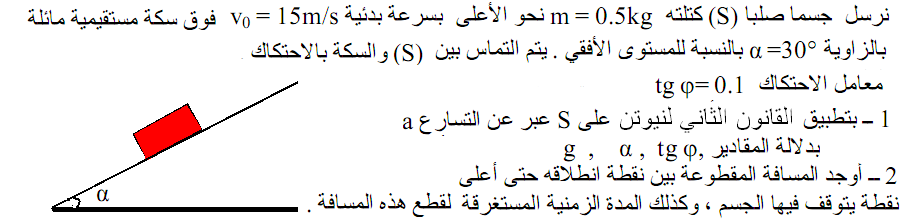 نرسل جسما صلبا (S) كتلته m = 0.5kg نحو الأعلى بسرعة بدئية v₀ = 15m/s فوق سكة مستقيمية مائلة
بالزاوية α =30° بالنسبة للمستوى الأفقي . يتم التماس بين (S) والسكة بالاحتكاك
معامل الاحتكاك tg φ= 0.1
1 ــ بتطبيق القانون الثاني لنيوتن على S عبر عن التسارع a
بدلالة المقادير g , α , tg φ,
2 ــ أوجد المسافة المقطوعة بين نقطة انطلاقه حتى أعلى
نقطة يتوقف فيها الجسم ، وكذلك المدة الزمنية المستغرقة لقطع هذه المسافة .
α